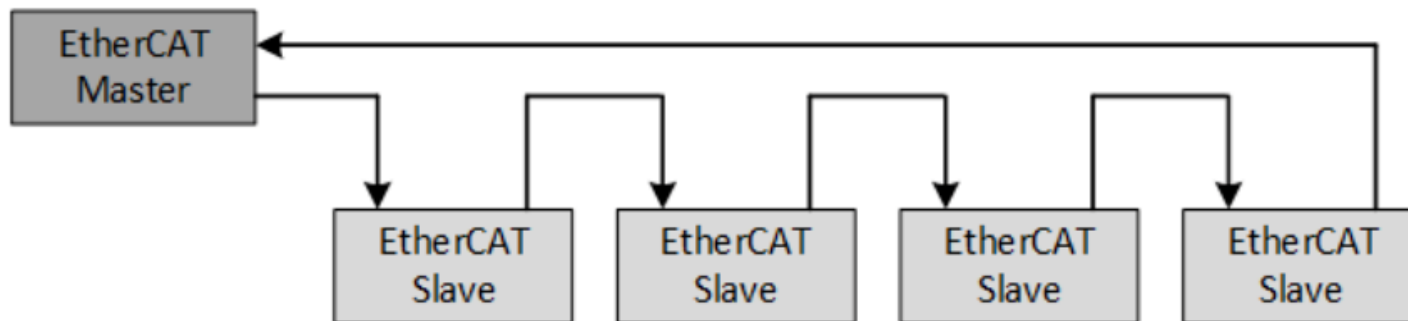 EtherCAT
Master
EtherCAT
Slave
EtherCAT
Slave
EtherCAT
Slave
EtherCAT
Slave